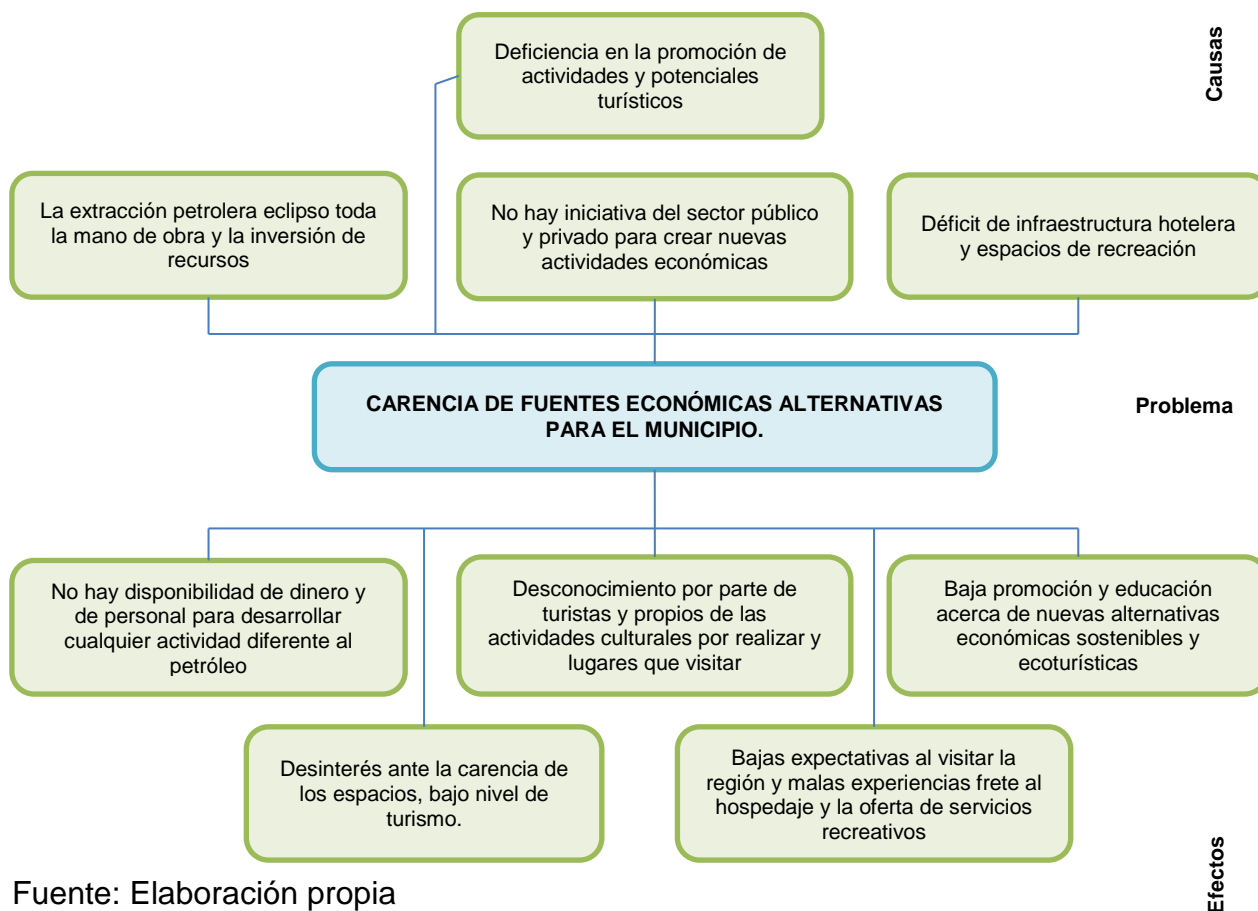 Deficiencia en la promoción de
actividades y potenciales
turísticos
Causas
La extracción petrolera eclipso toda
la mano de obra y la inversión de
recursos
No hay iniciativa del sector público
y privado para crear nuevas
actividades económicas
Déficit de infraestructura hotelera
y espacios de recreación
CARENCIA DE FUENTES ECONÓMICAS ALTERNATIVAS
PARA EL MUNICIPIO.
Problema
No hay disponibilidad de dinero y
de personal para desarrollar
cualquier actividad diferente al
petróleo
Desconocimiento por parte de
turistas y propios de las
actividades culturales por realizar y
lugares que visitar
Baja promoción y educación
acerca de nuevas alternativas
económicas sostenibles y
ecoturísticas
Desinterés ante la carencia de
los espacios, bajo nivel de
turismo.
Bajas expectativas al visitar la
región y malas experiencias frete al
hospedaje y la oferta de servicios
recreativos
Efectos
Fuente: Elaboración propia